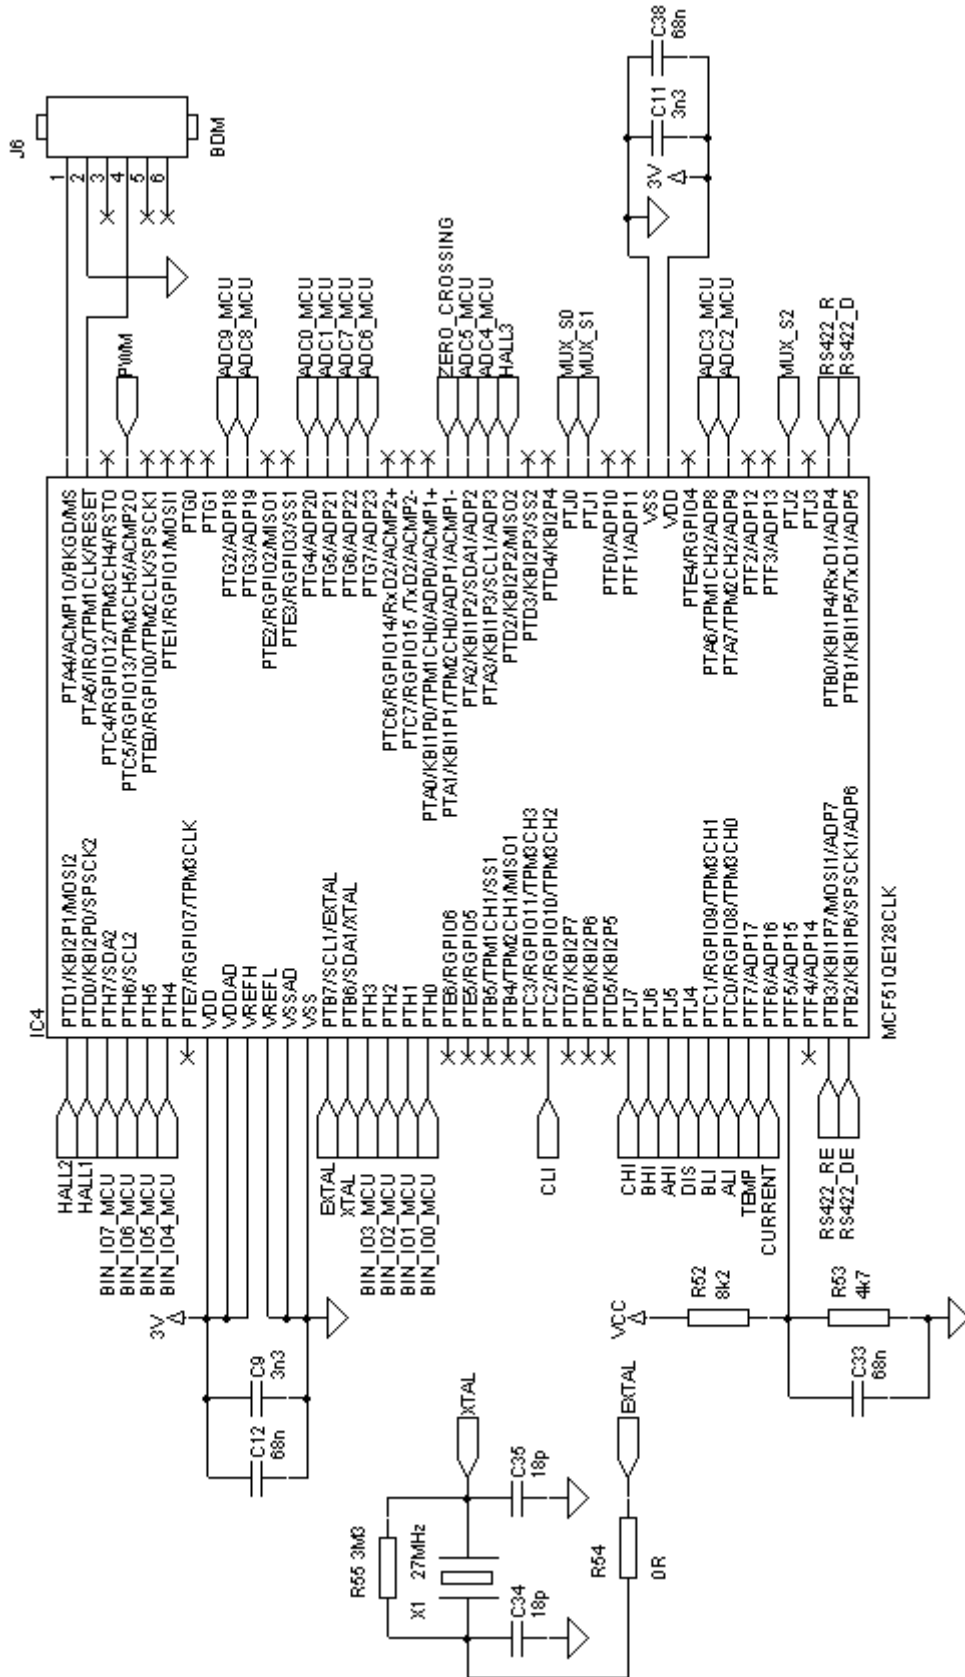 J6
1
2
3
4
5
6
BDM
IC4
MCF51QE128CLK
HALL2
HALL1
BIN_IO7_MCU
BIN_IO6_MCU
BIN_IO5_MCU
BIN_IO4_MCU
EXTAL
XTAL
BIN_IO3_MCU
BIN_IO2_MCU
BIN_IO1_MCU
BIN_IO0_MCU
CLI
CHI
BHI
AHI
DIS
BLI
ALI
TEMP
CURRENT
RS422_RE
RS422_DE
PTD1/KBI2P1/MOSI2
PTD0/KBI2P0/SPSCK2
PTH7/SDA2
PTH6/SCL2
PTH5
PTH4
PTE7/RGPIO7/TPM3CLK
VDD
VDDAD
VREFH
VREFL
VSSAD
VSS
PTB7/SCL1/EXTAL
PTB6/SDA1/XTAL
PTH3
PTH2
PTH1
PTH0
PTE6/RGPIO6
PTE5/RGPIO5
PTB5/TPM1CH1/SS1
PTB4/TPM2CH1/MISO1
PTC3/RGPIO11/TPM3CH3
PTC2/RGPIO10/TPM3CH2
PTD7/KBI2P7
PTD6/KBI2P6
PTD5/KBI2P5
PTJ7
PTJ6
PTJ5
PTJ4
PTC1/RGPIO9/TPM3CH1
PTC0/RGPIO8/TPM3CH0
PTF7/ADP17
PTF6/ADP16
PTF5/ADP15
PTF4/ADP14
PTB3/KBI1P7/MOSI1/ADP7
PTB2/KBI1P6/SPSCK1/ADP6
PTA4/ACMP1O/BKGD/MS
PTA5/IRQ/TPM1CLK/RESET
PTC4/RGPIO12/TPM3CH4/RSTO
PTC5/RGPIO13/TPM3CH5/ACMP2O
PTE0/RGPIO0/TPM2CLK/SPSCK1
PTE1/RGPIO1/MOSI1
PTG0
PTG1
PTG2/ADP18
PTG3/ADP19
PTE2/RGPIO2/MISO1
PTE3/RGPIO3/SS1
PTG4/ADP20
PTG5/ADP21
PTG6/ADP22
PTG7/ADP23
PTC6/RGPIO14/RxD2/ACMP2+
PTC7/RGPIO15 /TxD2/ACMP2-
PTA0/KBI1P0/TPM1CH0/ADP0/ACMP1+
PTA1/KBI1P1/TPM2CH0/ADP1/ACMP1-
PTA2/KBI1P2/SDA1/ADP2
PTA3/KBI1P3/SCL1/ADP3
PTD2/KBI2P2/MISO2
PTD3/KBI2P3/SS2
PTD4/KBI2P4
PTJ0
PTJ1
PTF0/ADP10
PTF1/ADP11
VSS
VDD
PTE4/RGPIO4
PTA6/TPM1CH2/ADP8
PTA7/TPM2CH2/ADP9
PTF2/ADP12
PTF3/ADP13
PTJ2
PTJ3
PTB0/KBI1P4/RxD1/ADP4
PTB1/KBI1P5/TxD1/ADP5
PWM
ADC9_MCU
ADC8_MCU
ADC0_MCU
ADC1_MCU
ADC7_MCU
ADC6_MCU
ZERO_CROSSING
ADC5_MCU
ADC4_MCU
HALL3
MUX_S0
MUX_S1
ADC3_MCU
ADC2_MCU
MUX_S2
RS422_R
RS422_D
C38
68n
C11
3n3
3V
3V
C9
3n3
C12
68n
VCC
R52
8k2
R53
4k7
C33
68n
XTAL
R55 3M3
X1
27MHz
C35
18p
C34
18p
R54
0R
EXTAL